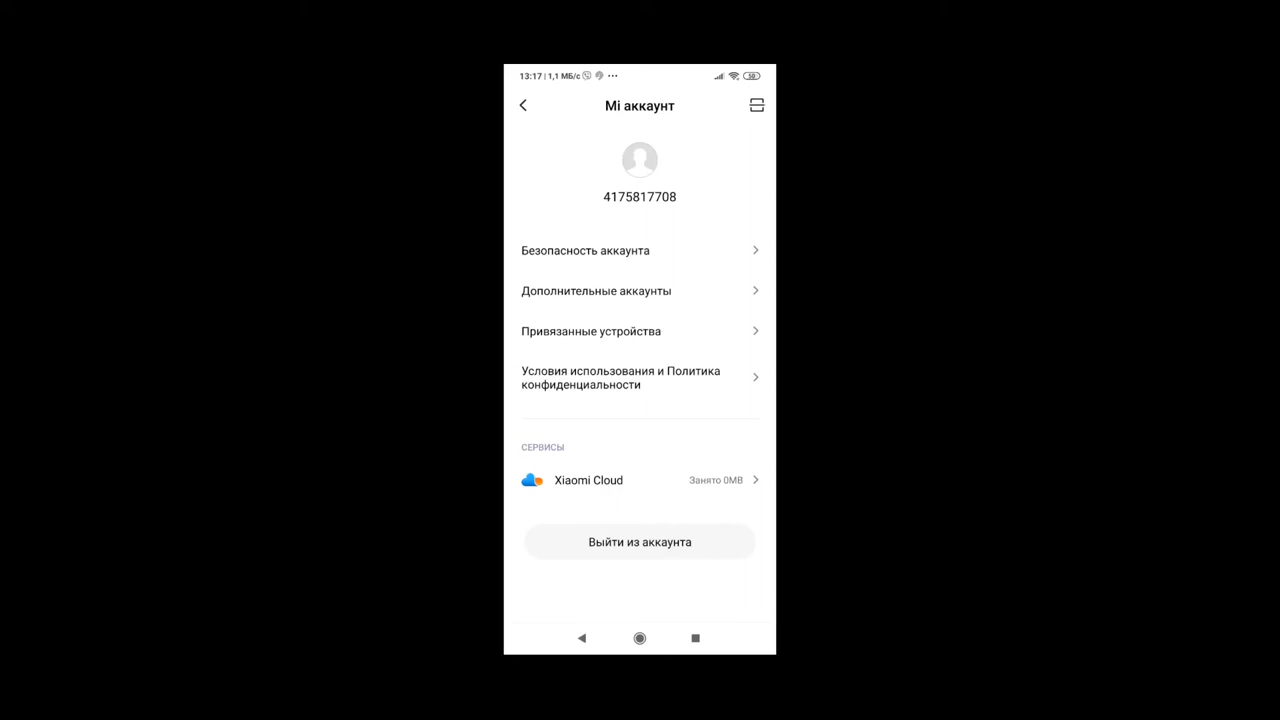 13:17 | 1,1 МБ/с ...
50
Mi аккаунт
4175817708
Безопасность аккаунта
Дополнительные аккаунты
Привязанные устройства
Условия использования и Политика
конфиденциальности
СЕРВИСЫ
Xiaomi Cloud
Занято 0MB
Выйти из аккаунта